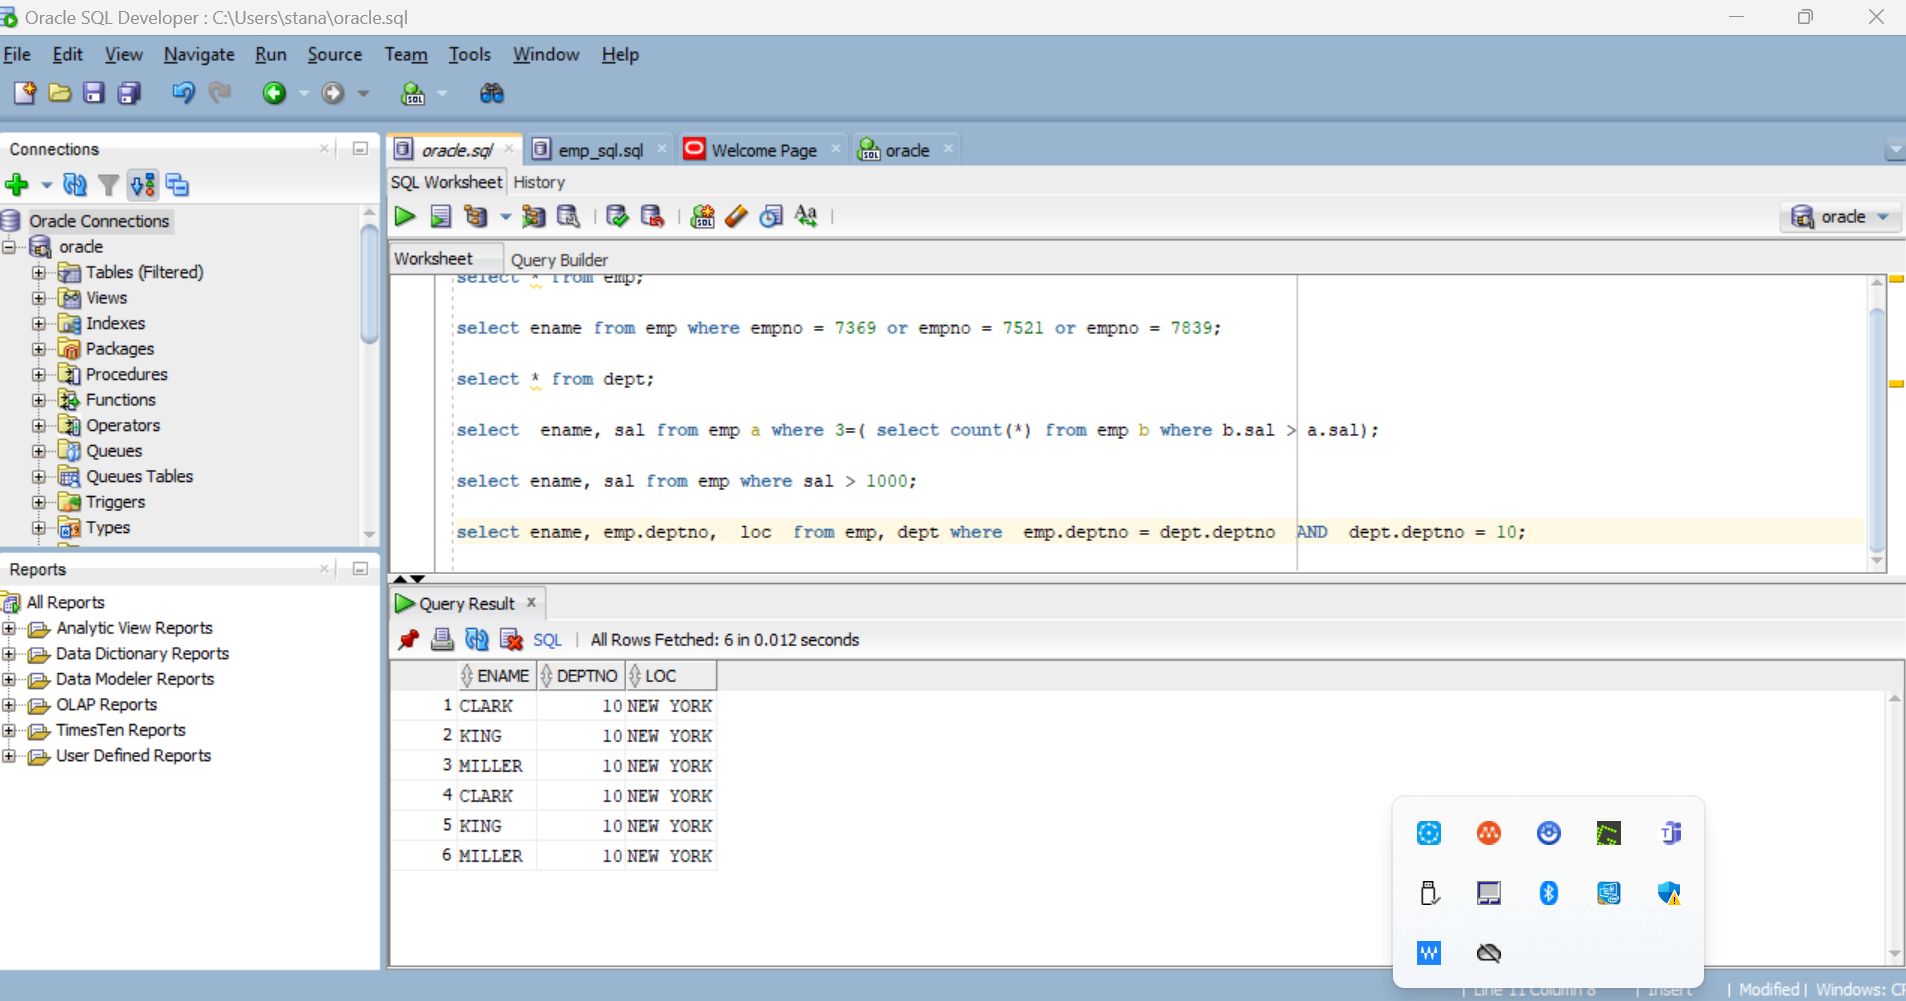 Oracle SQL Developer : C:\Users\stana\oracle.sql
File Edit View Navigate Run Source Team Tools Window Help
Connections
Oracle Connections
oracle
Tables (Filtered)
Views
Indexes
Packages
Procedures
Functions
Operators
Queues
Queues Tables
Triggers
Types
Reports
All Reports
Analytic View Reports
Data Dictionary Reports
Data Modeler Reports
OLAP Reports
TimesTen Reports
User Defined Reports
oracle.sql emp_sql.sql Welcome Page oracle
SQL Worksheet History
oracle
Worksheet Query Builder
select * from emp;
select ename from emp where empno = 7369 or empno = 7521 or empno = 7839;
select * from dept;
select  ename, sal from emp a where 3=( select count(*) from emp b where b.sal > a.sal);
select ename, sal from emp where sal > 1000;
select ename, emp.deptno,  loc  from emp, dept where  emp.deptno = dept.deptno  AND  dept.deptno = 10;
Query Result
SQL | All Rows Fetched: 6 in 0.012 seconds
ENAME DEPTNO LOC
1 CLARK 10 NEW YORK
2 KING 10 NEW YORK
3 MILLER 10 NEW YORK
4 CLARK 10 NEW YORK
5 KING 10 NEW YORK
6 MILLER 10 NEW YORK
| Line 11 Column 8 | Insert | Modified | Windows: